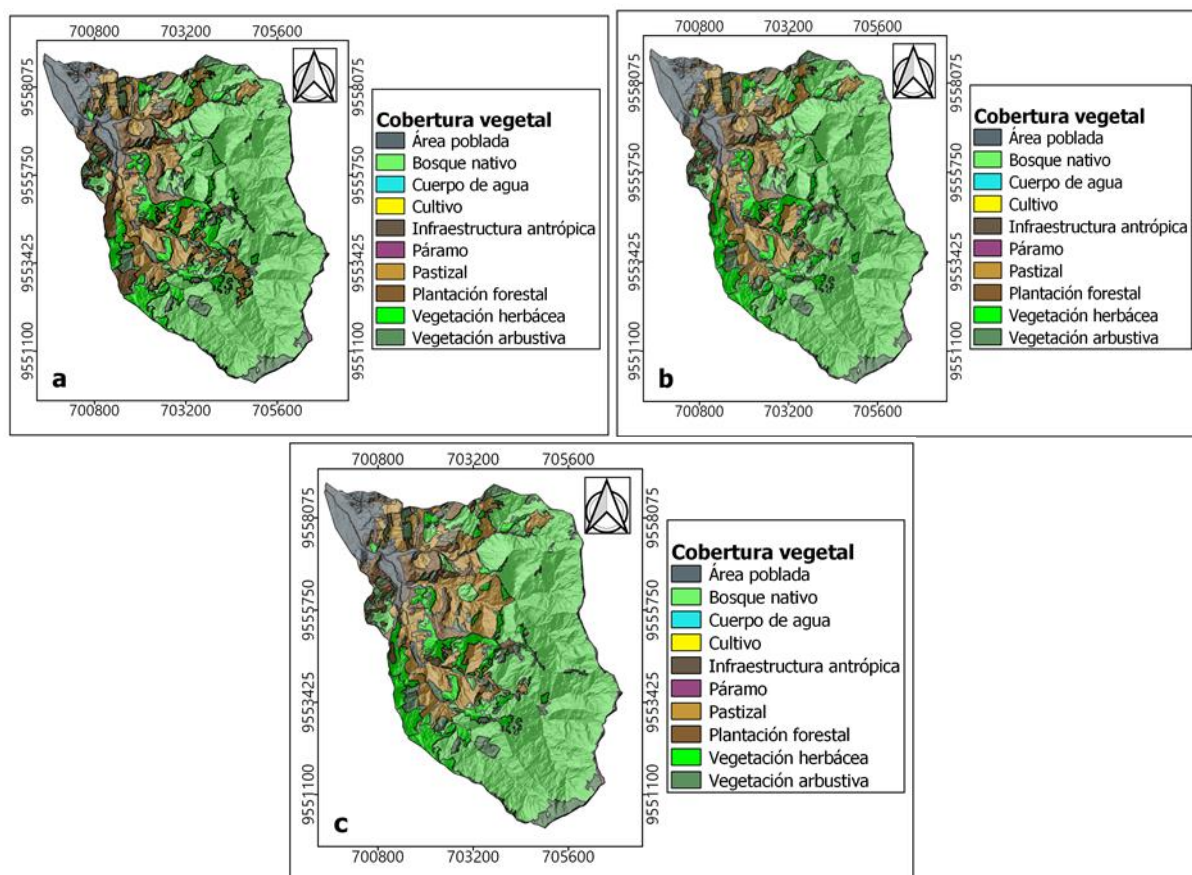 700800 703200 705600
9558075
9555750
9553425
9551100
Cobertura vegetal
Área poblada
Bosque nativo
Cuerpo de agua
Cultivo
Infraestructura antrópica
Páramo
Pastizal
Plantación forestal
Vegetación herbácea
Vegetación arbustiva
a
700800 703200 705600
700800 703200 705600
9558075
9555750
9553425
9551100
9558075
9555750
9553425
9551100
Cobertura vegetal
Área poblada
Bosque nativo
Cuerpo de agua
Cultivo
Infraestructura antrópica
Páramo
Pastizal
Plantación forestal
Vegetación herbácea
Vegetación arbustiva
b
700800 703200 705600
700800 703200 705600
9558075
9555750
9553425
9551100
9558075
9555750
9553425
9551100
Cobertura vegetal
Área poblada
Bosque nativo
Cuerpo de agua
Cultivo
Infraestructura antrópica
Páramo
Pastizal
Plantación forestal
Vegetación herbácea
Vegetación arbustiva
c
700800 703200 705600